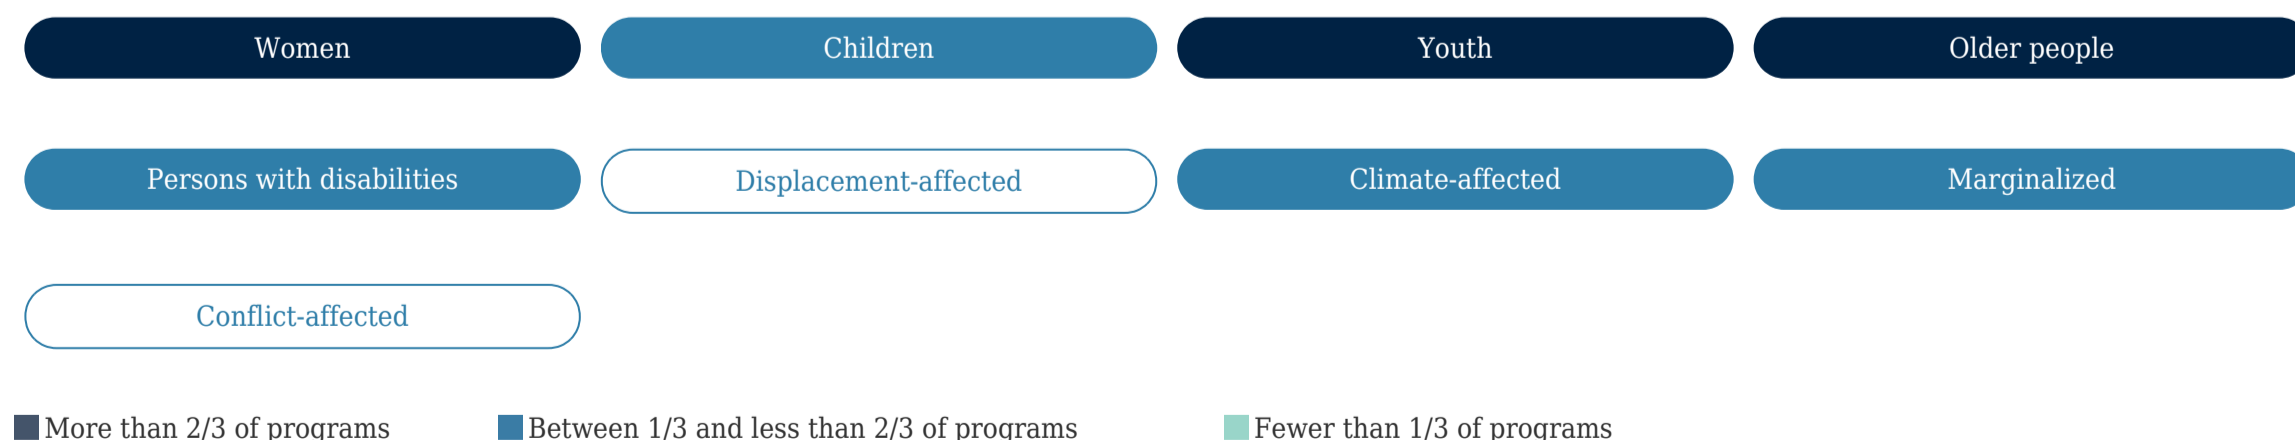 Women
Children
Youth
Older people
Persons with disabilities
Displacement-affected
Climate-affected
Marginalized
Conflict-affected
More than 2/3 of programs
Between 1/3 and less than 2/3 of programs
Fewer than 1/3 of programs